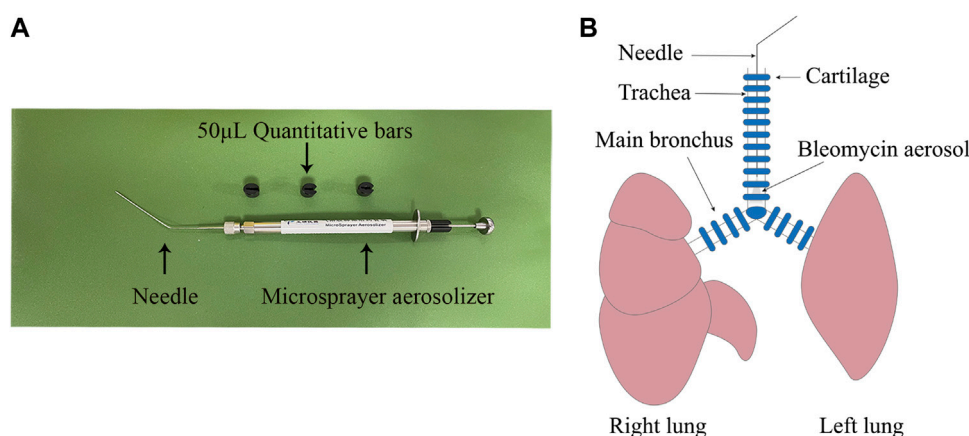 A
50μL Quantitative bars
MicroSprayer Aerosolizer
Needle
Microsprayer aerosolizer
B
Needle
Cartilage
Trachea
Main bronchus
Bleomycin aerosol
Right lung
Left lung